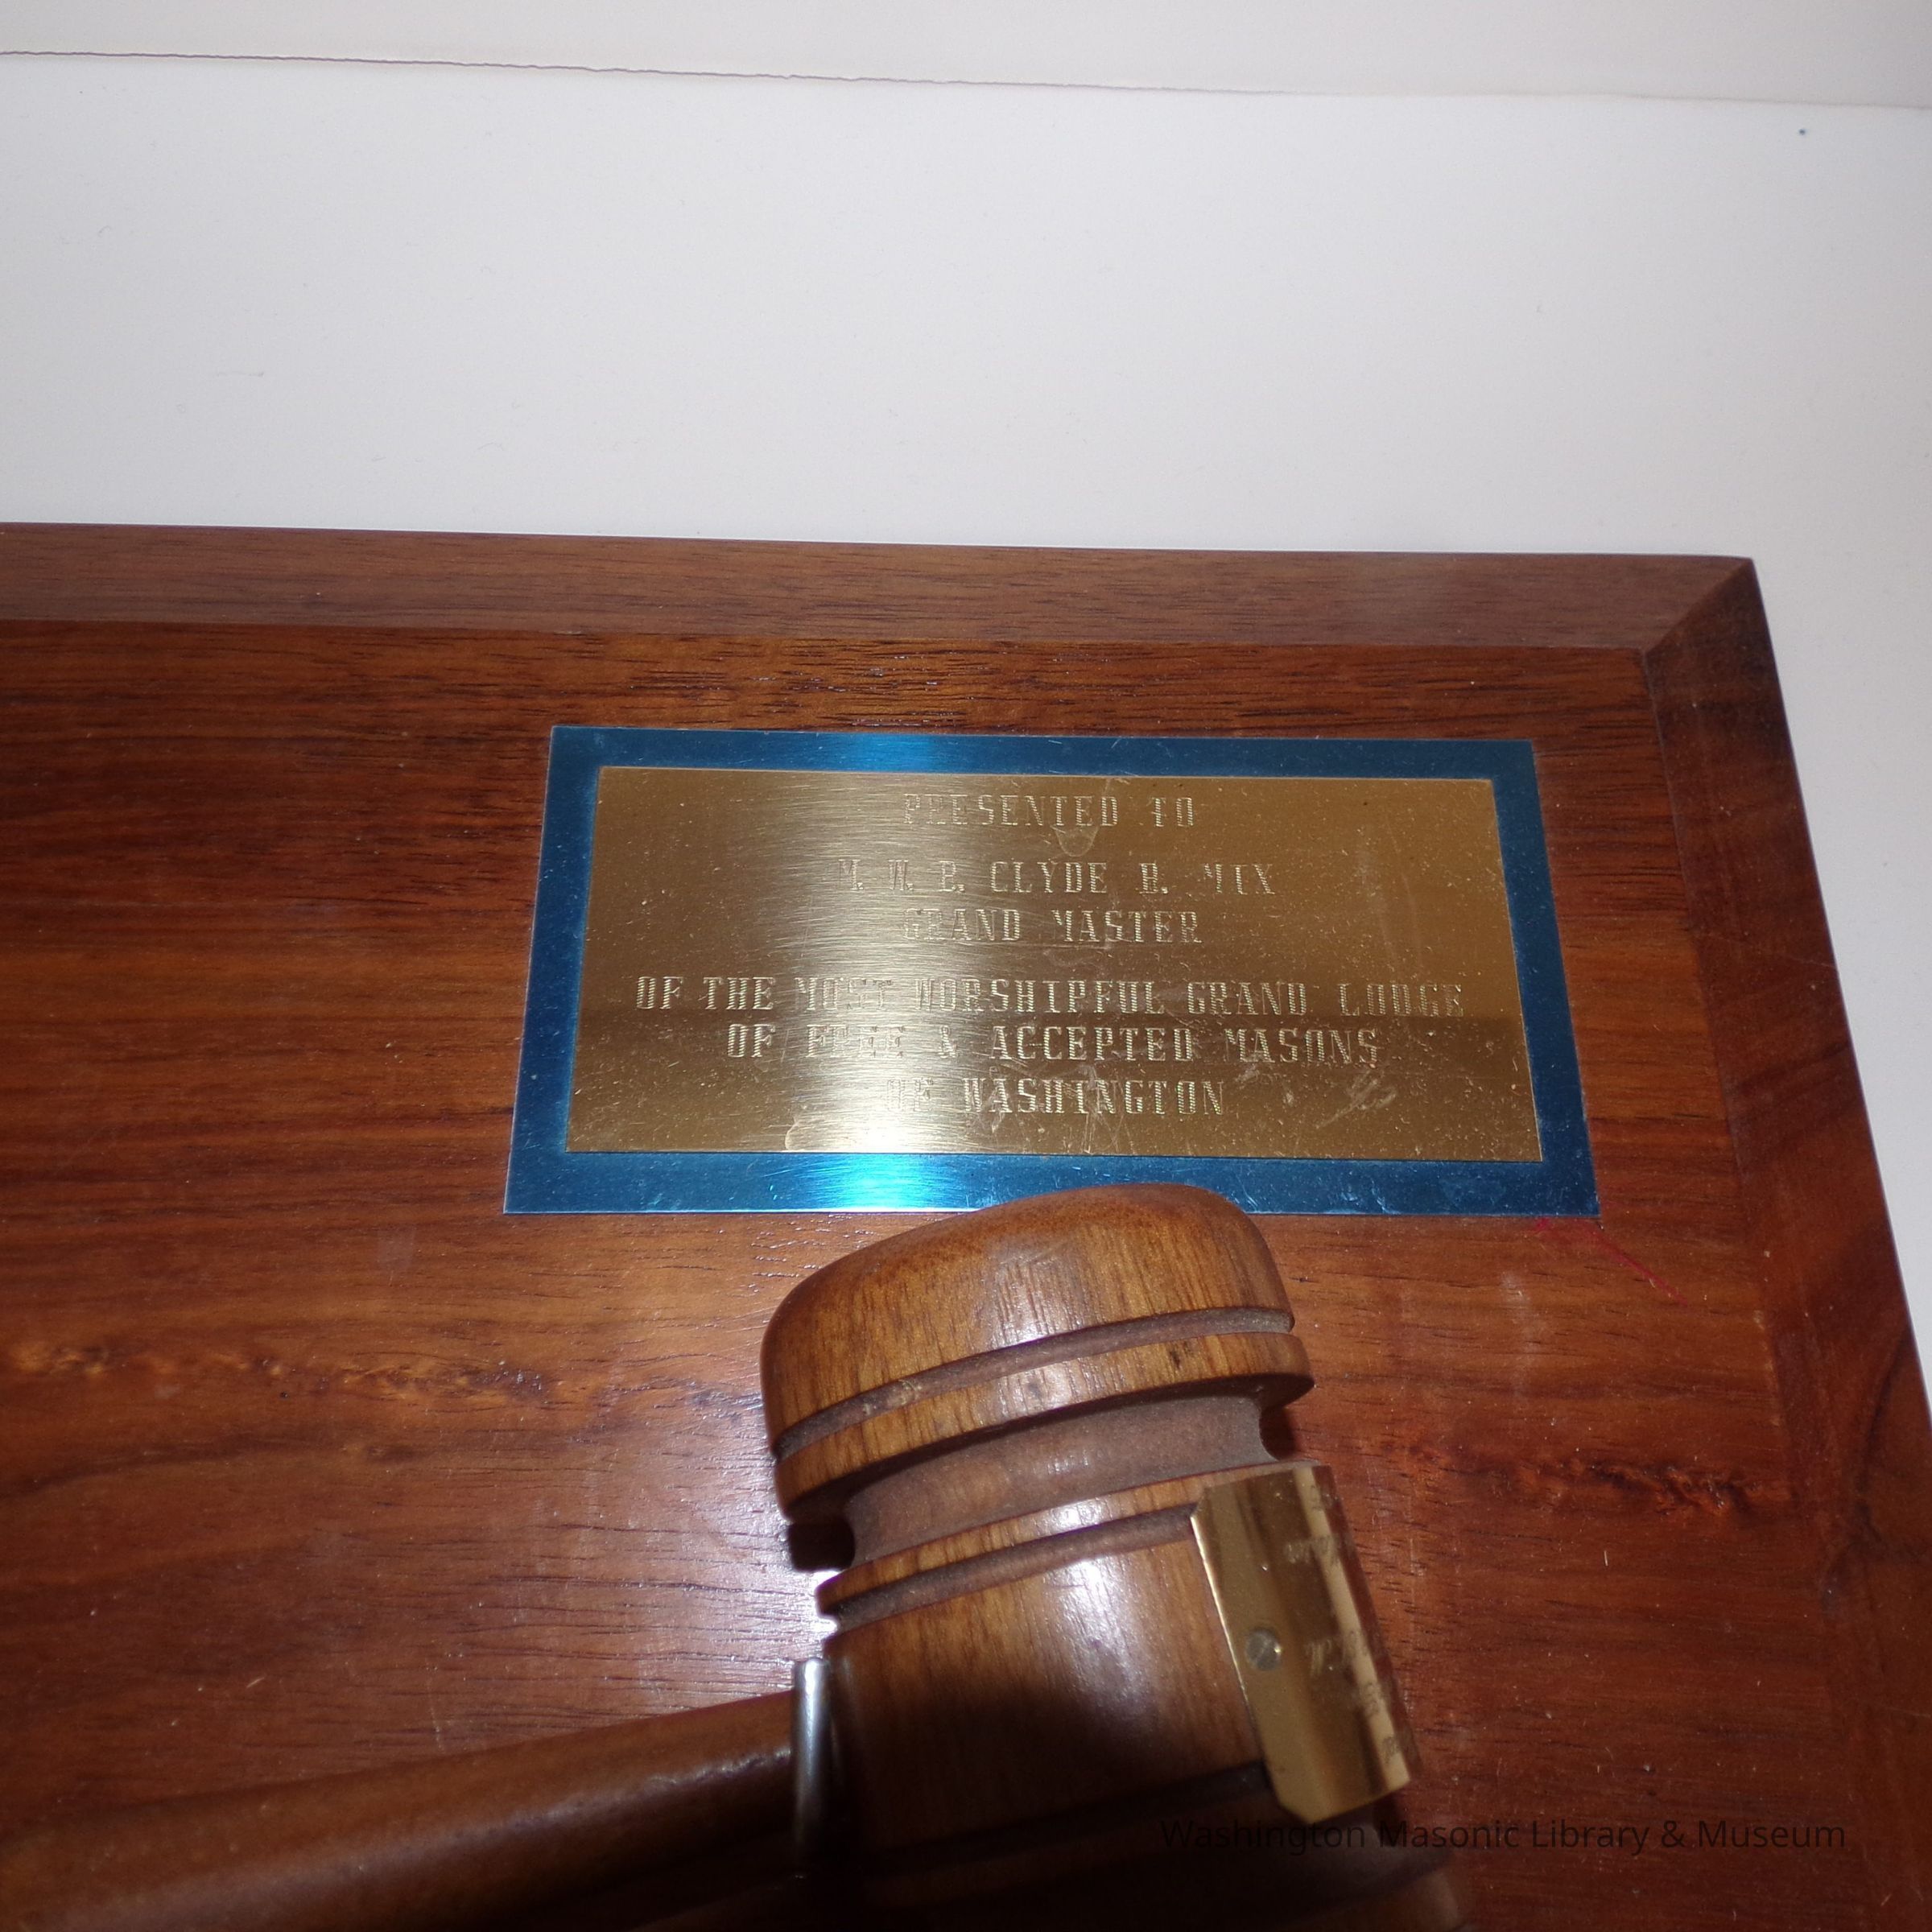 PRESENTED TO
M. W. B. CLYDE R. MIX
GRAND MASTER
OF THE MOST WORSHIPFUL GRAND LODGE
OF FREE & ACCEPTED MASONS
OF WASHINGTON
Washington Masonic Library & Museum